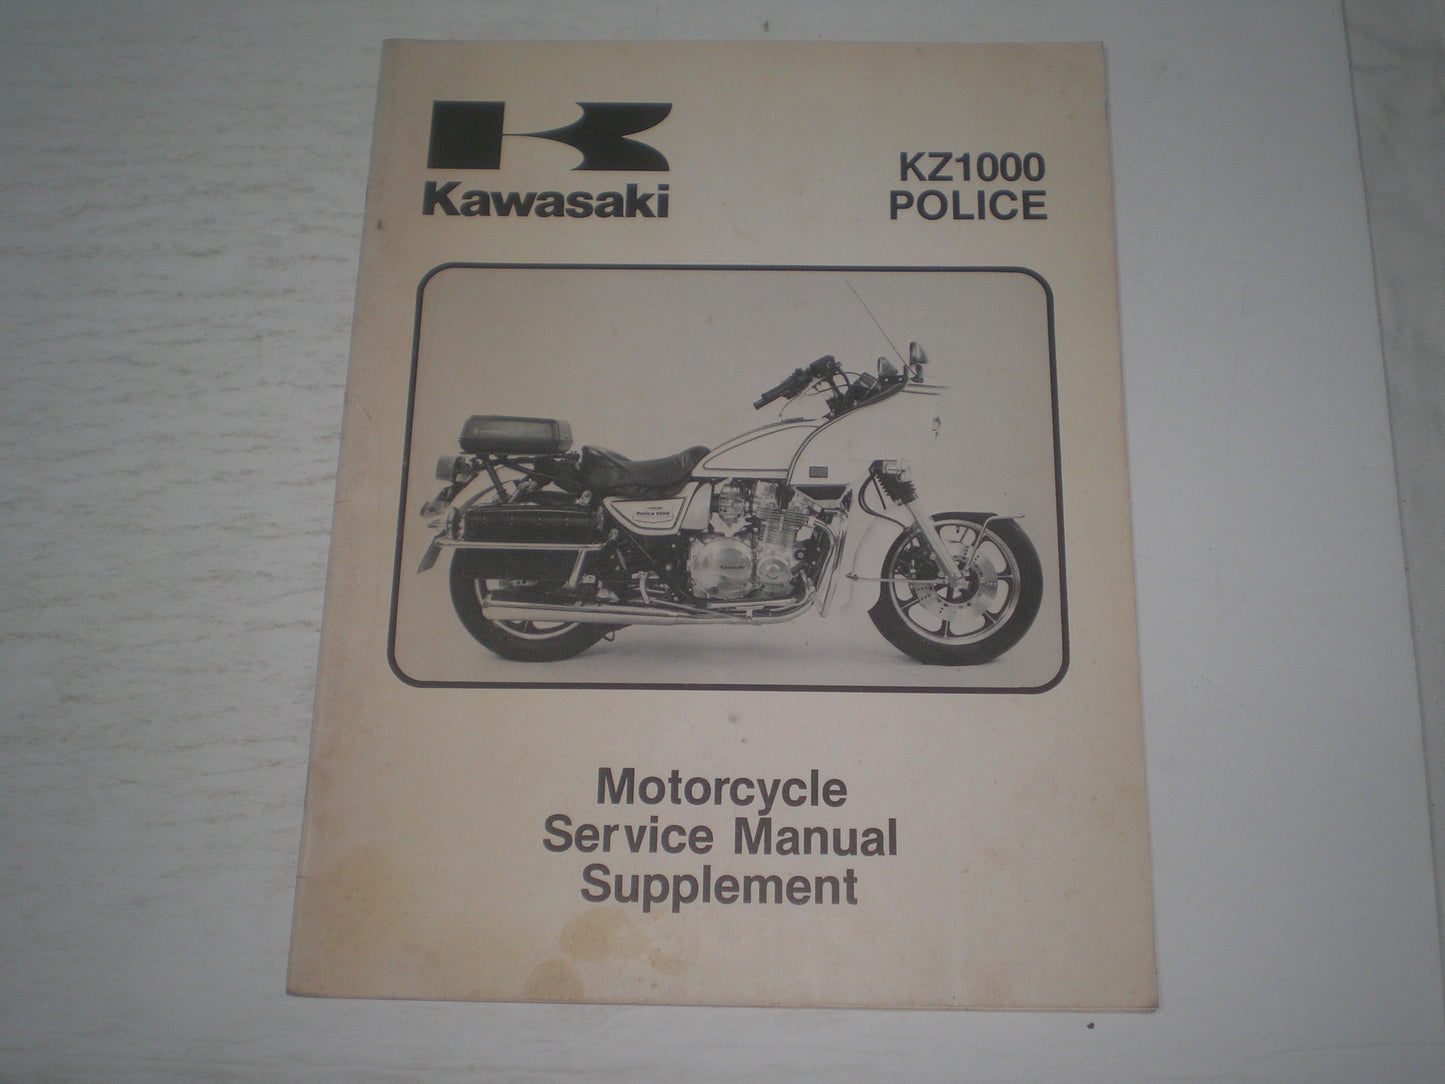 Kawasaki
KZ1000
POLICE
Police 1000
Kawasaki
Motorcycle
Service Manual
Supplement